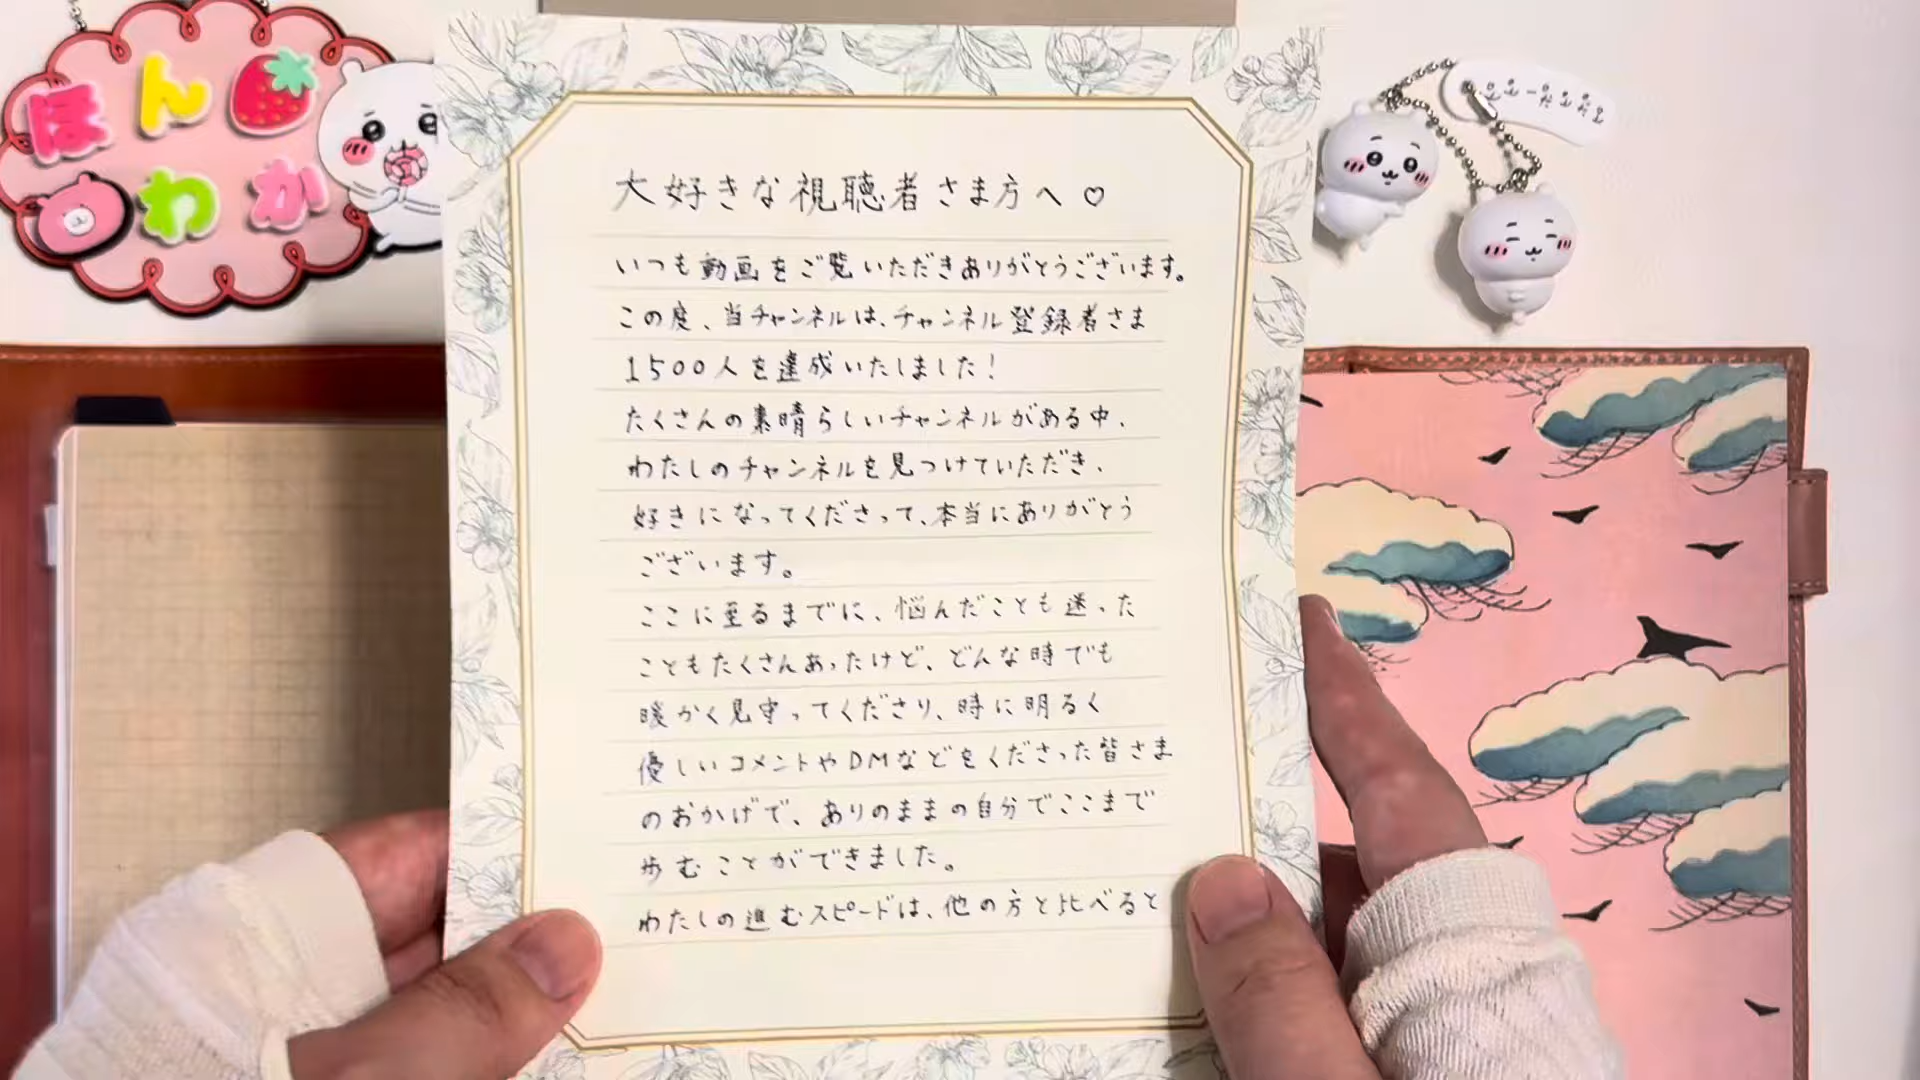 ほん
わか
大好きな視聴者さま方へ♡
いつも動画をご覧いただきありがとうございます。
この度、当チャンネルは、チャンネル登録者さま
1500人を達成いたしました!
たくさんの素晴らしいチャンネルがある中、
わたしのチャンネルを見つけていただき、
好きになってくださって、本当にありがとう
ございます。
ここに至るまでに、悩んだことも迷った
こともたくさんあったけど、どんな時でも
暖かく見守ってくださり、時に明るく
優しいコメントやDMなどをくださった皆さま
のおかげで、ありのままの自分でここまで
歩むことができました。
わたしの進むスピードは、他の方と比べると